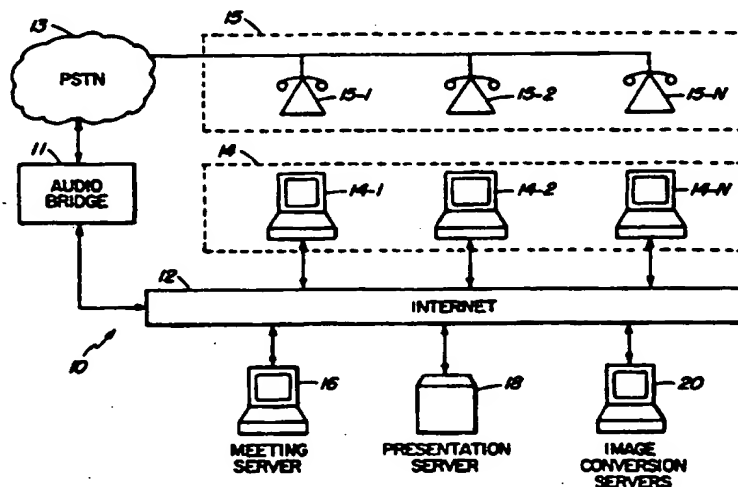 13
PSTN
15
15-1
15-2
15-N
11
AUDIO
BRIDGE
14
14-1
14-2
14-N
12
INTERNET
10
16
MEETING
SERVER
18
PRESENTATION
SERVER
20
IMAGE
CONVERSION
SERVERS